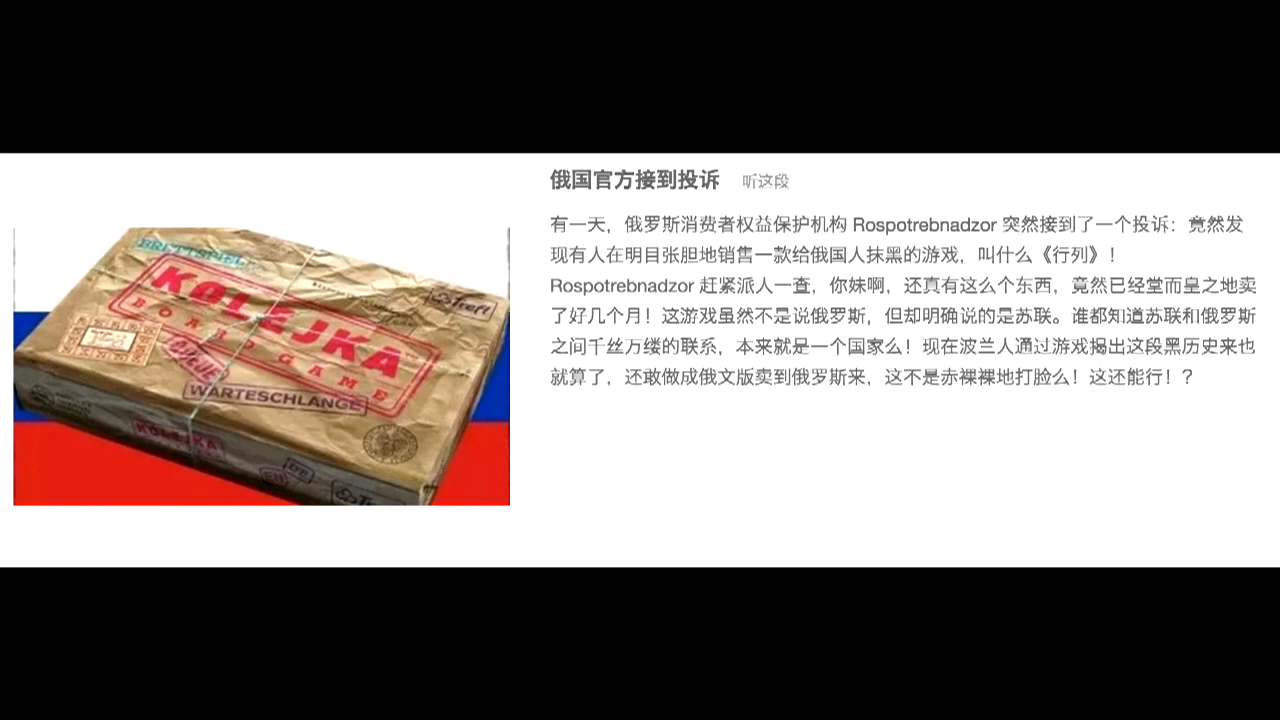 俄国官方接到投诉 听这段
有一天，俄罗斯消费者权益保护机构 Rospotrebnadzor 突然接到了一个投诉：竟然发
现有人在明目张胆地销售一款给俄国人抹黑的游戏，叫什么《行列》！
Rospotrebnadzor 赶紧派人一查，你妹啊，还真有这么个东西，竟然已经堂而皇之地卖
了好几个月！这游戏虽然不是说俄罗斯，但却明确说的是苏联。谁都知道苏联和俄罗斯
之间千丝万缕的联系，本来就是一个国家么！现在波兰人通过游戏揭出这段黑历史来也
就算了，还敢做成俄文版卖到俄罗斯来，这不是赤裸裸地打脸么！这还能行！？
BRETTSPIEL
KOLEJKA
BOARD GAME
QUEUE
WARTESCHLANGE
KOLEJKA
DE
EN